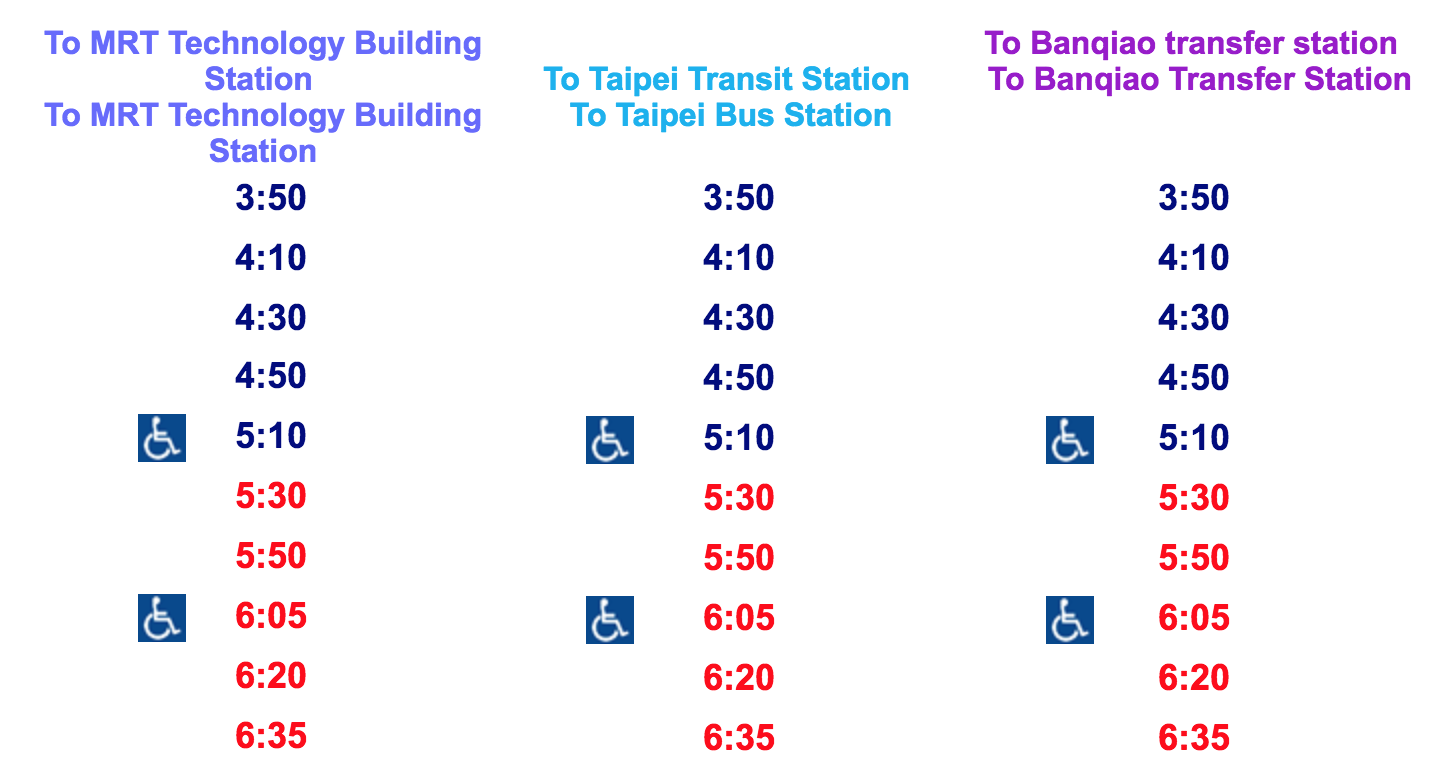 To MRT Technology Building
Station
To MRT Technology Building
Station
To Taipei Transit Station
To Taipei Bus Station
To Banqiao transfer station
To Banqiao Transfer Station
3:50 3:50 3:50
4:10 4:10 4:10
4:30 4:30 4:30
4:50 4:50 4:50
5:10 5:10 5:10
5:30 5:30 5:30
5:50 5:50 5:50
6:05 6:05 6:05
6:20 6:20 6:20
6:35 6:35 6:35